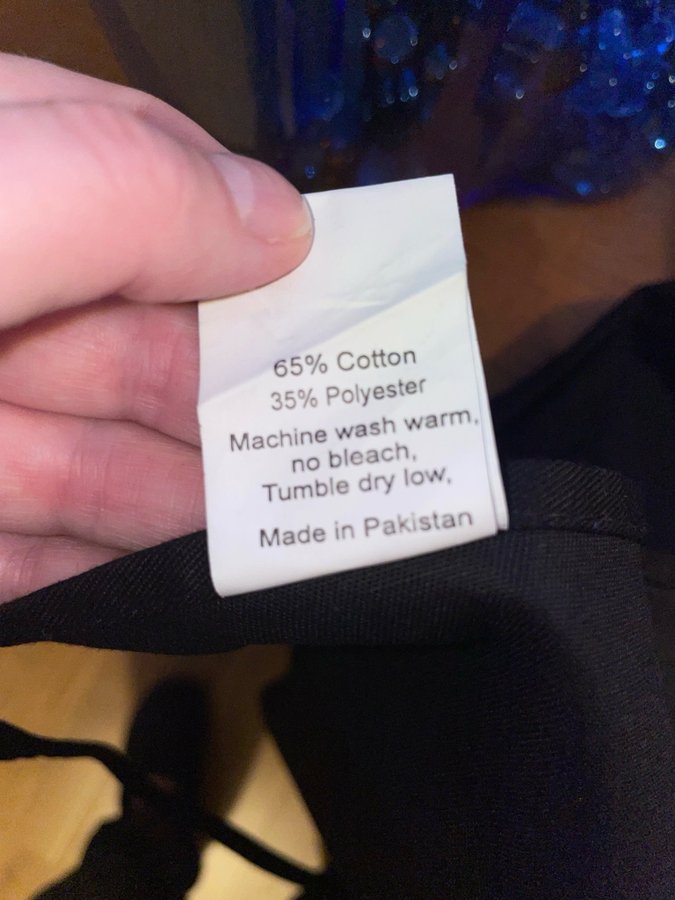 65% Cotton
35% Polyester
Machine wash warm,
no bleach,
Tumble dry low,
Made in Pakistan